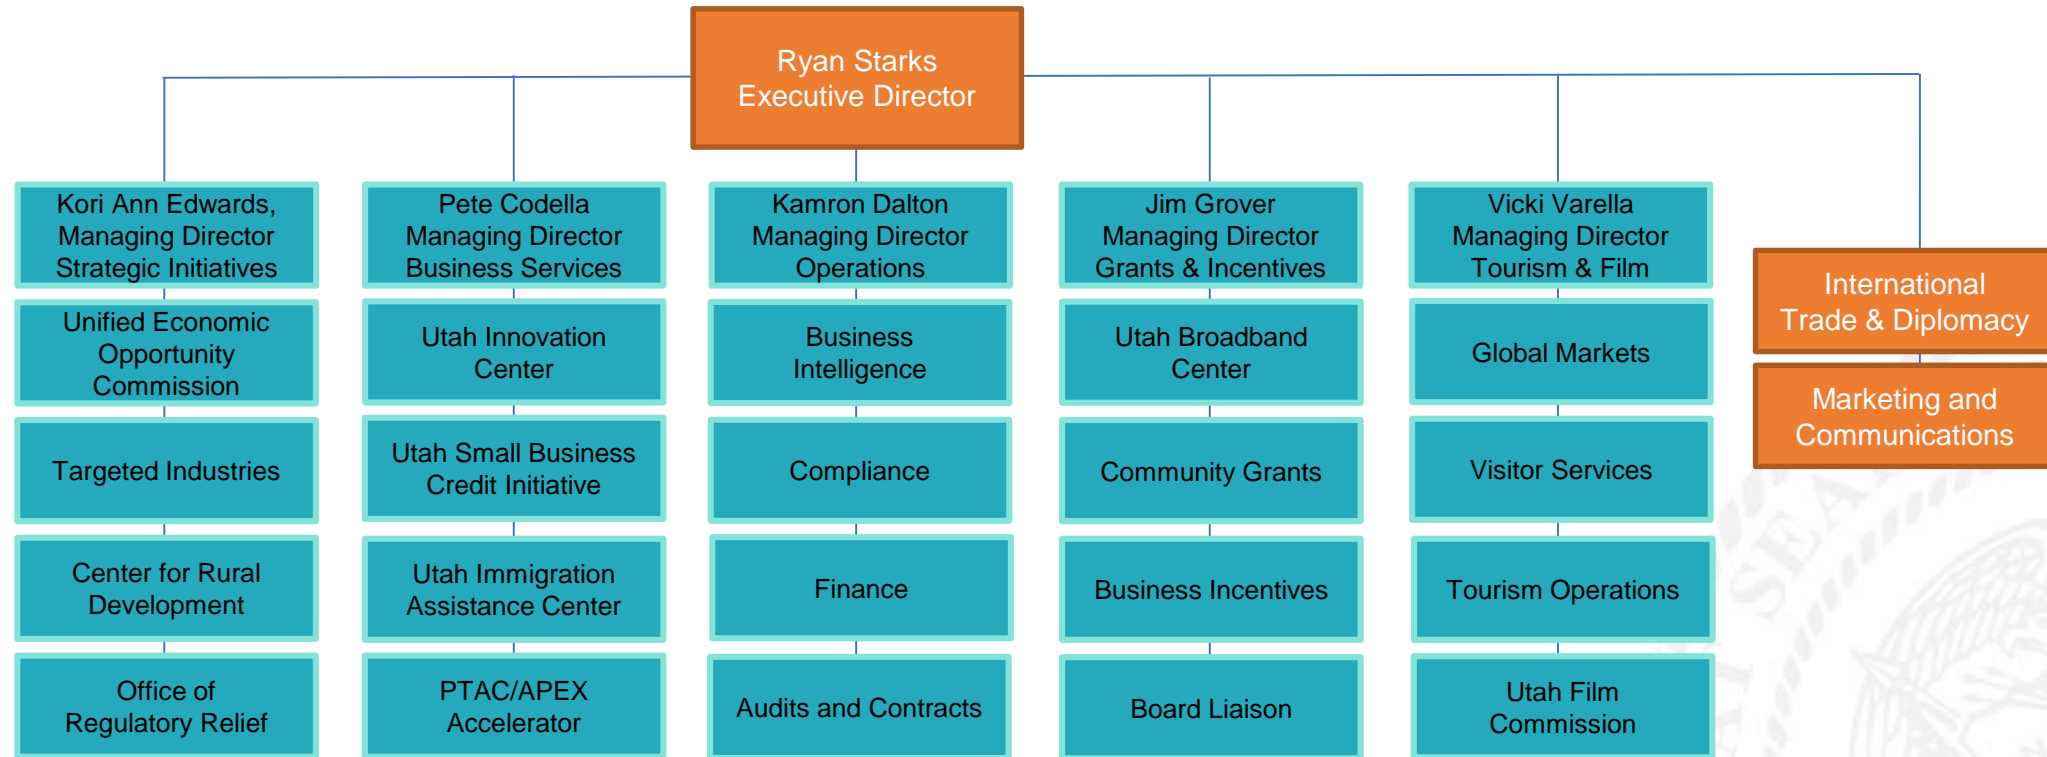 Ryan Starks
Executive Director
Kori Ann Edwards,
Managing Director
Strategic Initiatives
Unified Economic
Opportunity
Commission
Targeted Industries
Center for Rural
Development
Office of
Regulatory Relief
Pete Codella
Managing Director
Business Services
Utah Innovation
Center
Utah Small Business
Credit Initiative
Utah Immigration
Assistance Center
PTAC/APEX
Accelerator
Kamron Dalton
Managing Director
Operations
Business
Intelligence
Compliance
Finance
Audits and Contracts
Jim Grover
Managing Director
Grants & Incentives
Utah Broadband
Center
Community Grants
Business Incentives
Board Liaison
Vicki Varella
Managing Director
Tourism & Film
Global Markets
Visitor Services
Tourism Operations
Utah Film
Commission
International
Trade & Diplomacy
Marketing and
Communications